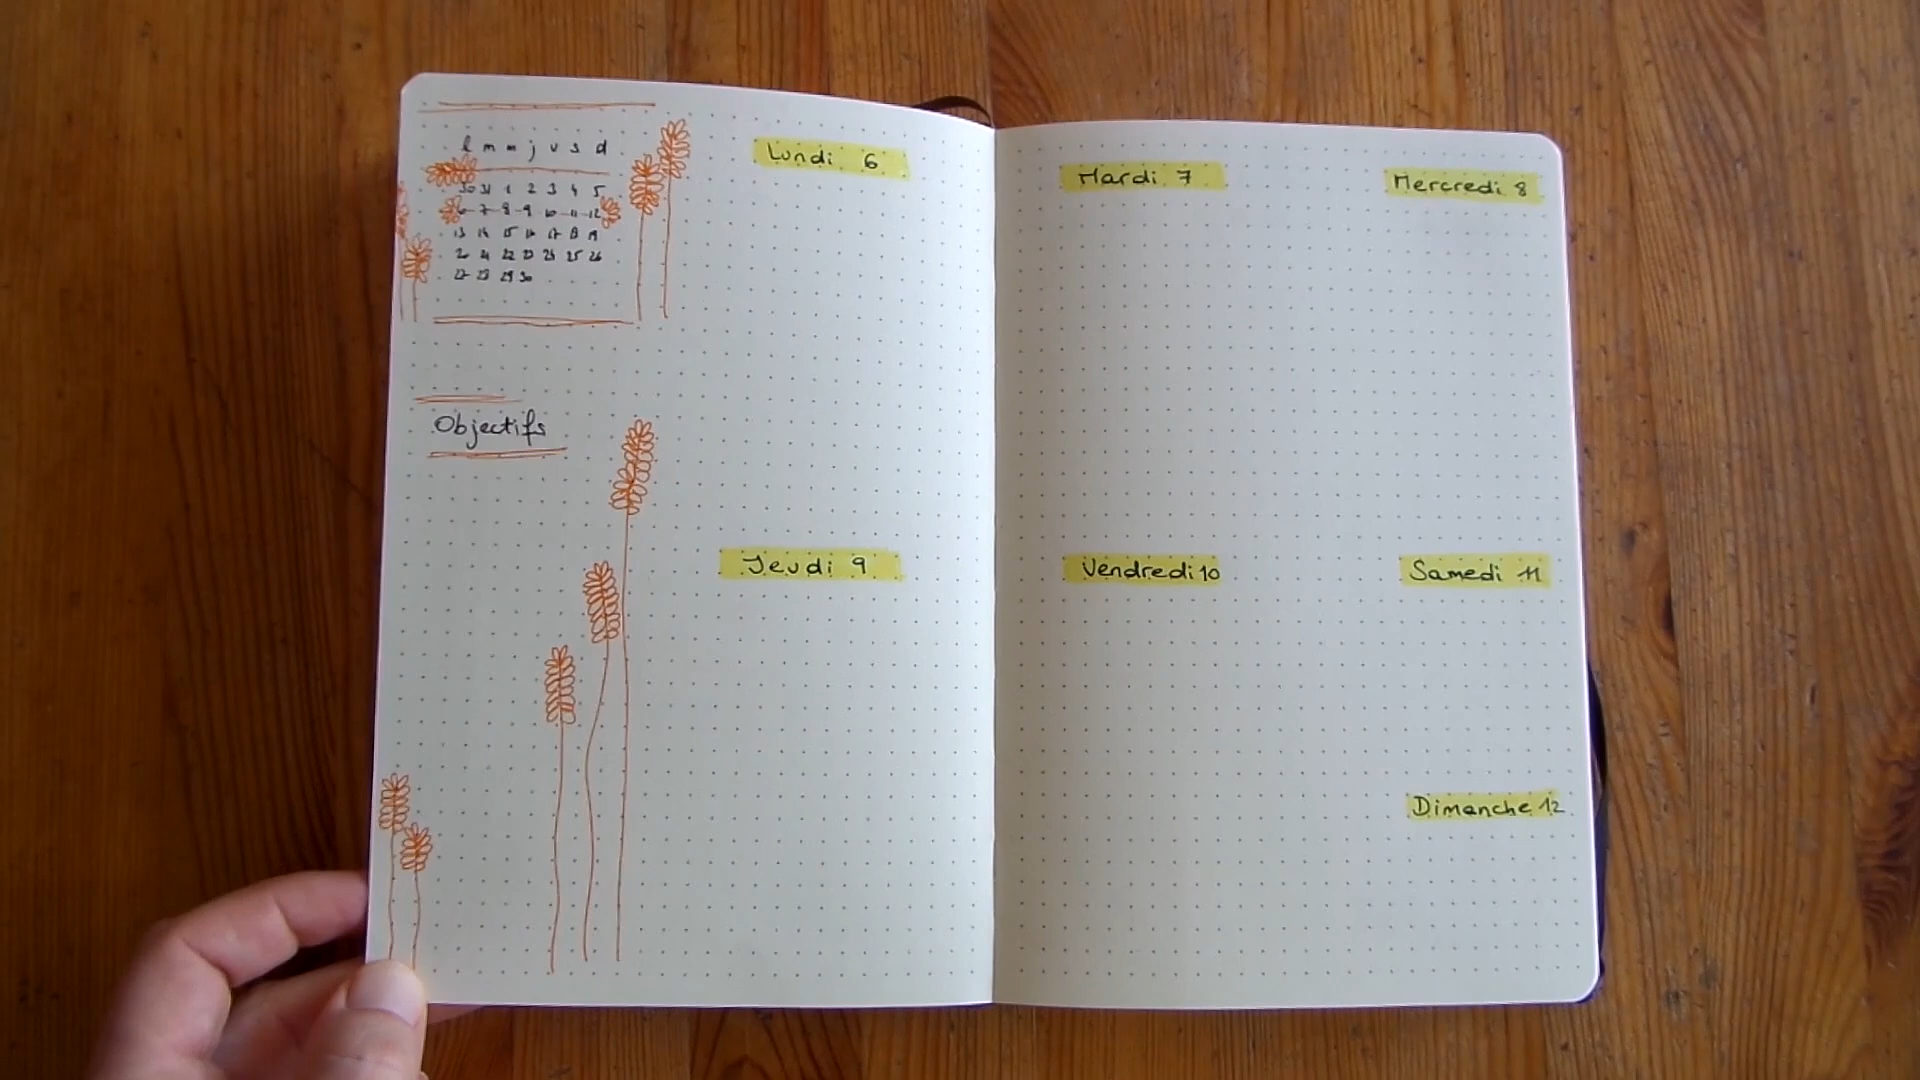 l m m j v s d
30 31 1 2 3 4 5
6 7 8 9 10 11 12
13 14 15 16 17 18 19
20 21 22 23 24 25 26
27 28 29 30
Objectifs
Lundi 6
Jeudi 9
Mardi 7
Mercredi 8
Vendredi 10
Samedi 11
Dimanche 12